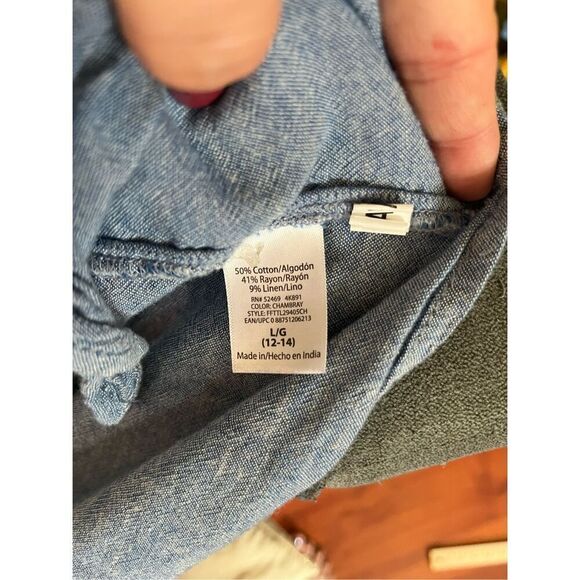 50% Cotton/Algodón
41% Rayon/Rayón
9% Linen/Lino
RN# 52469 4K891
COLOR: CHAMBRAY
STYLE: FFTTL29405CH
EAN/UPC 0 88751206213
L/G
(12-14)
Made in/Hecho en India
A